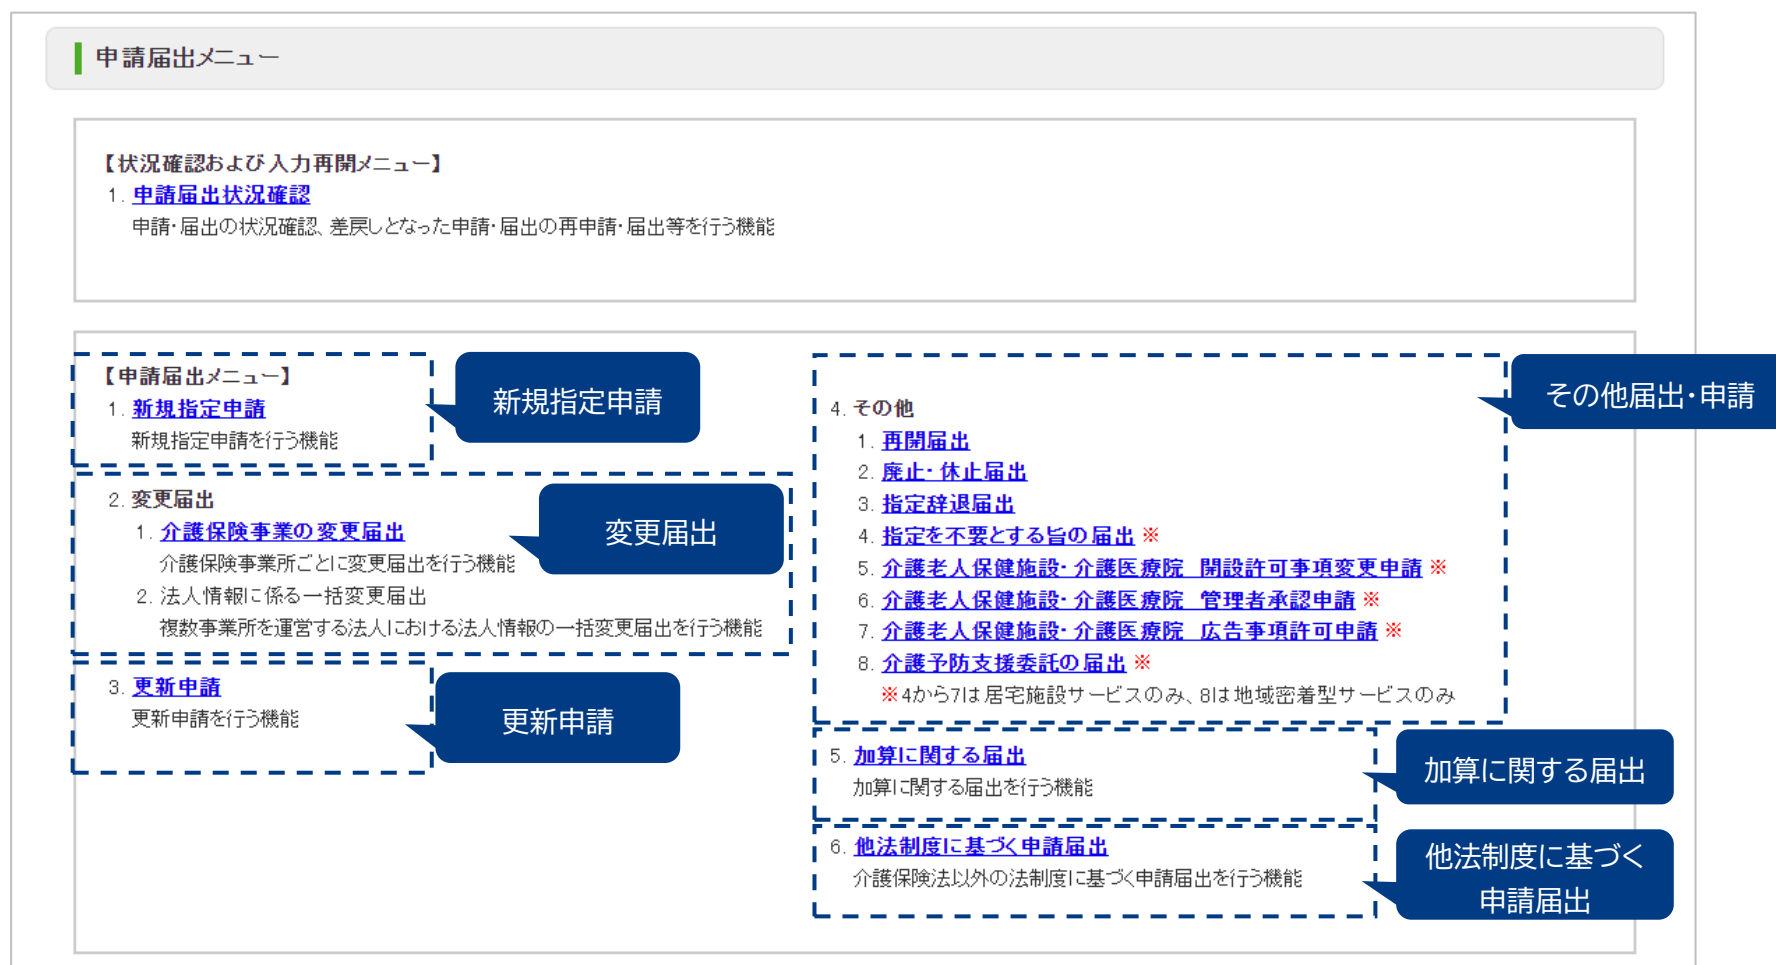 申請届出メニュー
【状況確認および入力再開メニュー】
1. 申請届出状況確認
申請・届出の状況確認、差戻しとなった申請・届出の再申請・届出等を行う機能
【申請届出メニュー】
1. 新規指定申請
新規指定申請を行う機能
新規指定申請
2. 変更届出
1. 介護保険事業の変更届出
介護保険事業所ごとに変更届出を行う機能
2. 法人情報に係る一括変更届出
複数事業所を運営する法人における法人情報の一括変更届出を行う機能
変更届出
3. 更新申請
更新申請を行う機能
更新申請
4. その他
1. 再開届出
2. 廃止・休止届出
3. 指定辞退届出
4. 指定を不要とする旨の届出 ※
5. 介護老人保健施設・介護医療院 開設許可事項変更申請 ※
6. 介護老人保健施設・介護医療院 管理者承認申請 ※
7. 介護老人保健施設・介護医療院 広告事項許可申請 ※
8. 介護予防支援委託の届出 ※
※4から7は居宅施設サービスのみ、8は地域密着型サービスのみ
その他届出・申請
5. 加算に関する届出
加算に関する届出を行う機能
加算に関する届出
6. 他法制度に基づく申請届出
介護保険法以外の法制度に基づく申請届出を行う機能
他法制度に基づく
申請届出